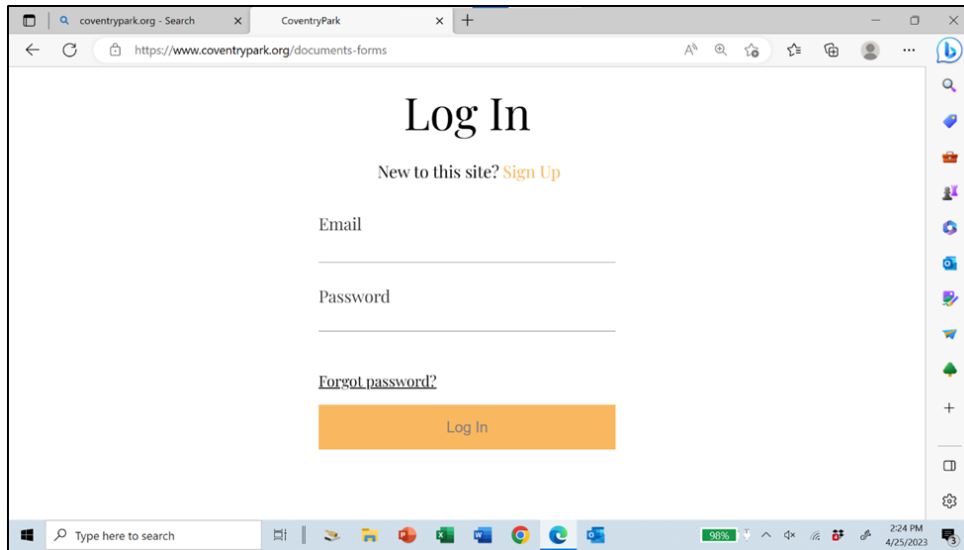 coventrypark.org - Search
CoventryPark
https://www.coventrypark.org/documents-forms
Log In
New to this site? Sign Up
Email
Password
Forgot password?
Log In
Type here to search
98%
2:24 PM
4/25/2023
3